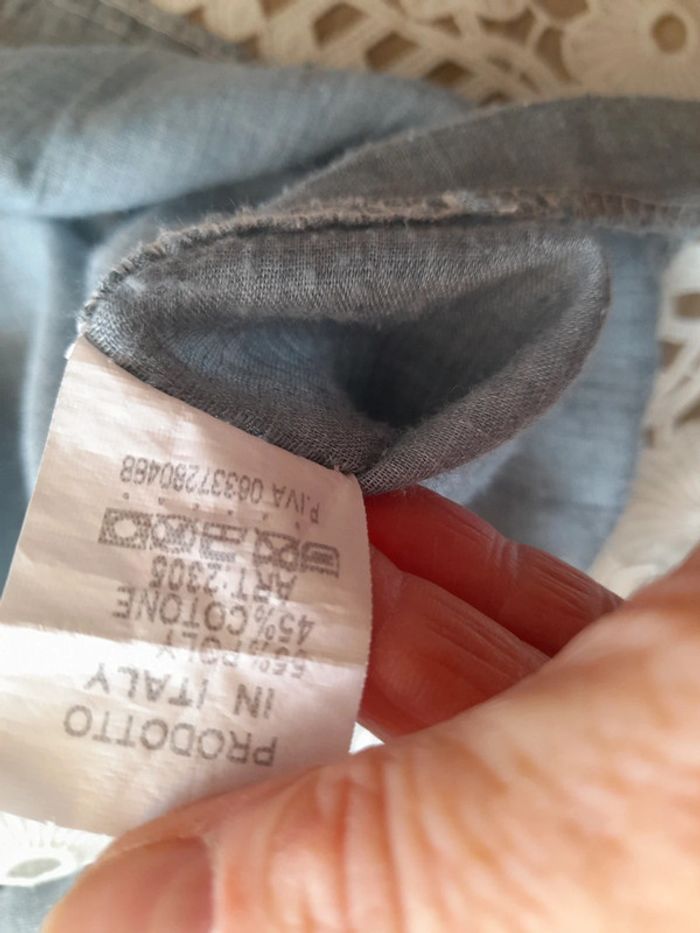 PRODOTTO
IN ITALY
55% POLY
45% COTONE
ART: 2305
P.IVA 06337280488